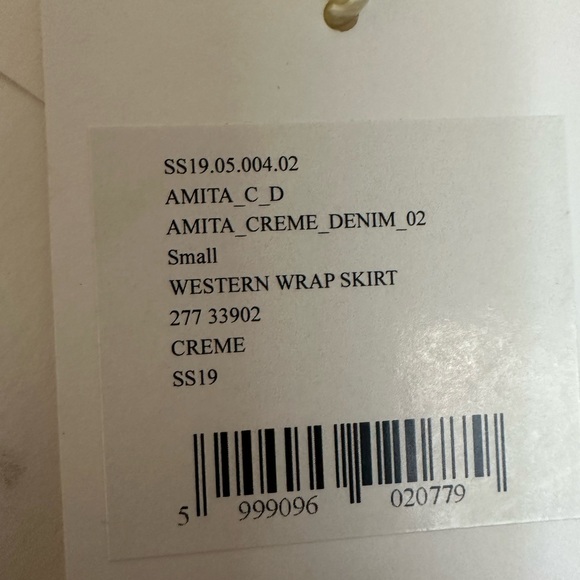 SS19.05.004.02
AMITA_C_D
AMITA_CREME_DENIM_02
Small
WESTERN WRAP SKIRT
277 33902
CREME
SS19
5 999096 020779